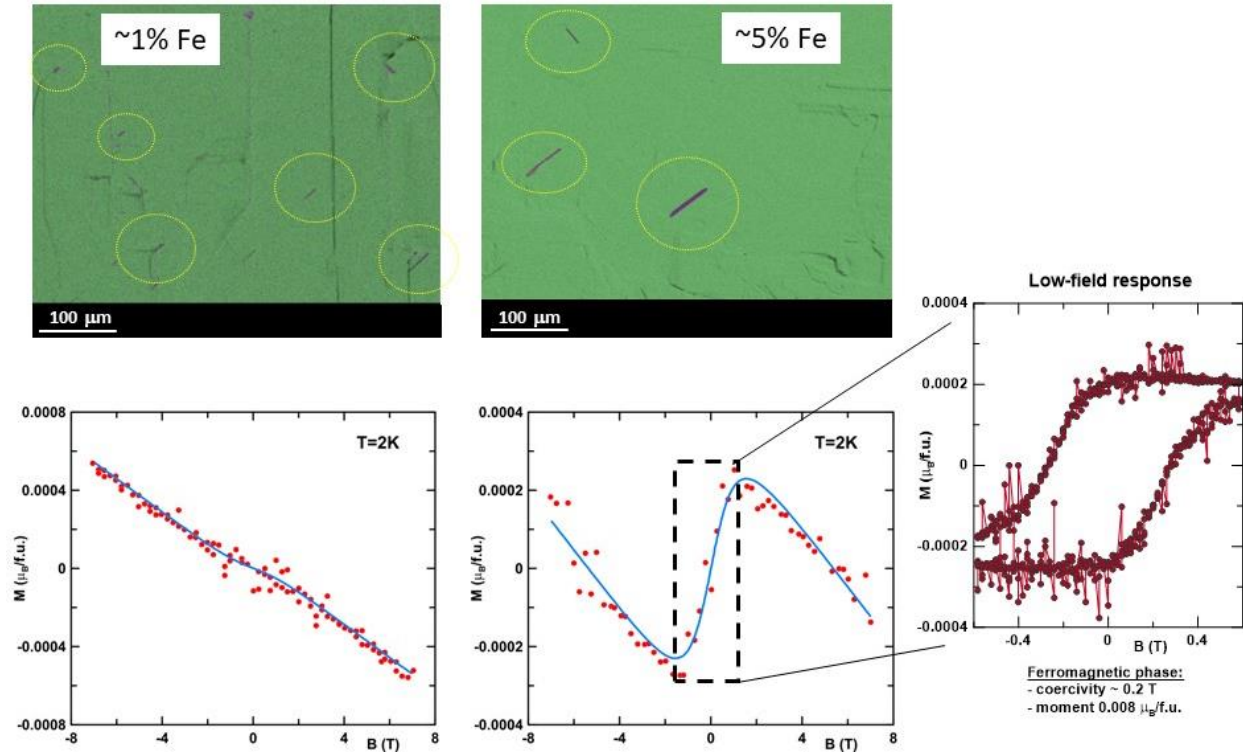 ~1% Fe
~5% Fe
100 μm
100 μm
Low-field response
0.0004
0.0002
0
-0.0002
-0.0004
M (μB/f.u.)
-0.4
0
0.4
B (T)
Ferromagnetic phase:
- coercivity ~ 0.2 T
- moment 0.008 μB/f.u.
0.0008
0.0004
0
-0.0004
-0.0008
M (μB/f.u.)
T=2K
-8
-4
0
4
8
B (T)
0.0004
0.0002
0
-0.0002
-0.0004
M (μB/f.u.)
T=2K
-8
-4
0
4
8
B (T)